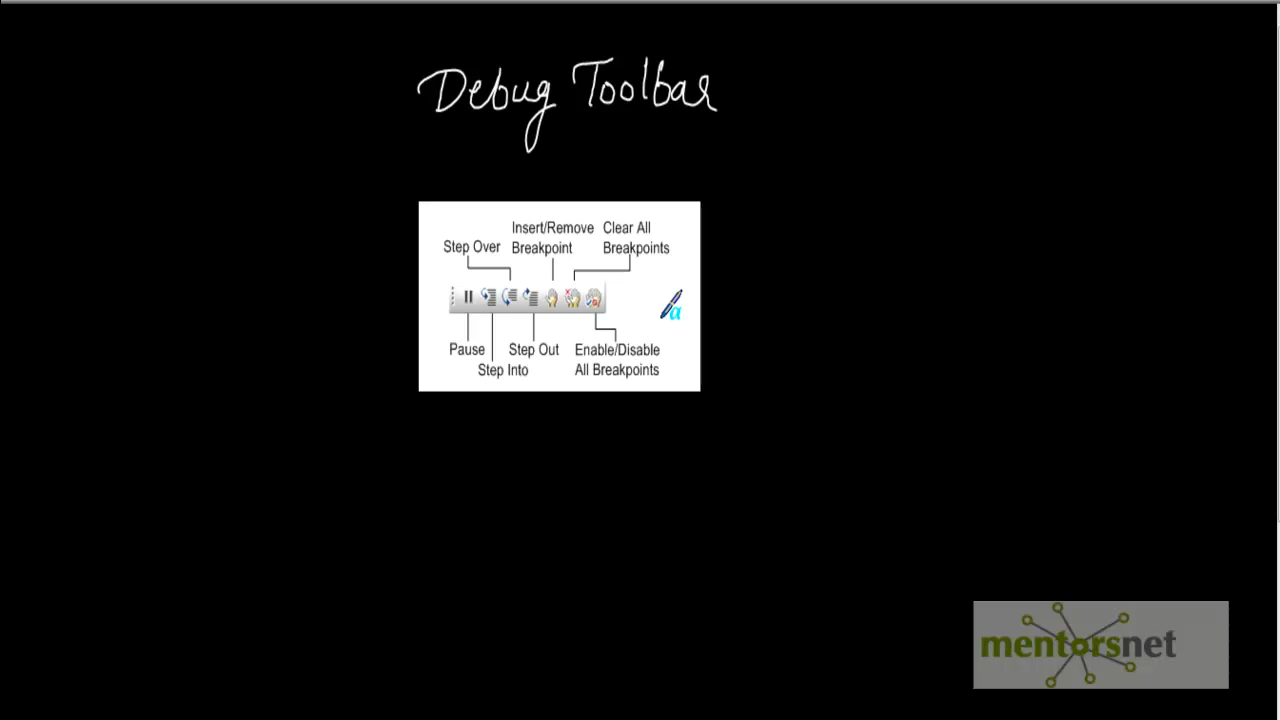 Debug Toolbar
Insert/Remove Clear All
Step Over Breakpoint Breakpoints
Pause Step Out Enable/Disable
Step Into All Breakpoints
a
mentorsnet